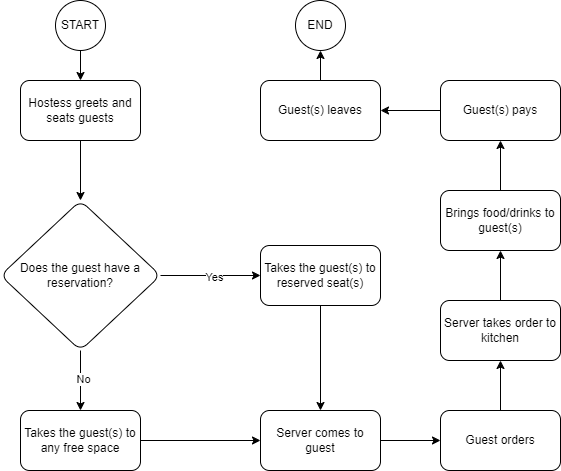 START
Hostess greets and
seats guests
Does the guest have a
reservation?
Yes
Takes the guest(s) to
reserved seat(s)
No
Takes the guest(s) to
any free space
Server comes to
guest
Guest orders
Server takes order to
kitchen
Brings food/drinks to
guest(s)
Guest(s) pays
Guest(s) leaves
END